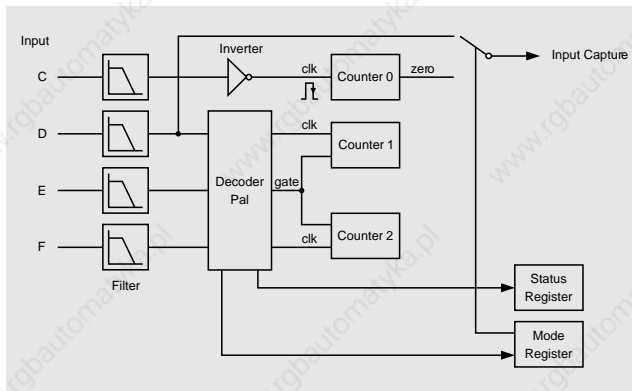 Input
Inverter
C
clk
Counter 0
zero
Input Capture
D
clk
Counter 1
E
Decoder
Pal
gate
F
clk
Counter 2
Filter
Status
Register
Mode
Register
www.rgbautomatyka.pl